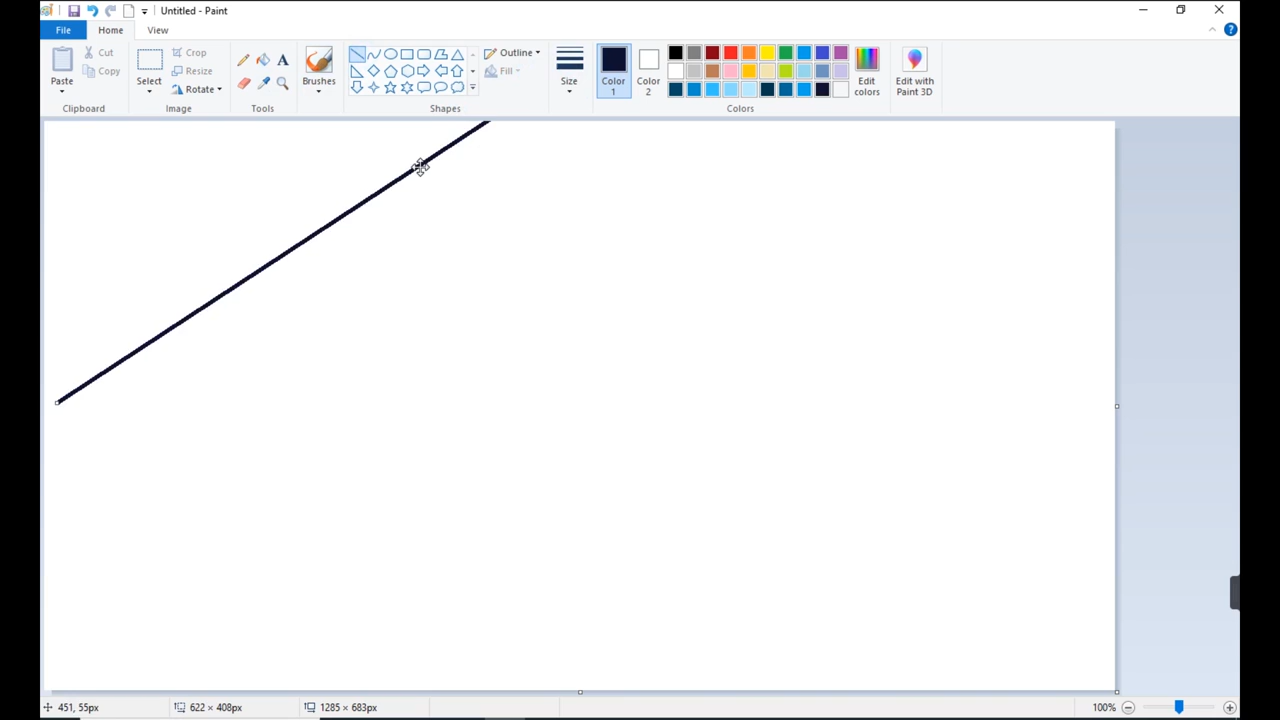 Untitled - Paint
File Home View
Paste
Cut
Copy
Clipboard
Select
Crop
Resize
Rotate
Image
Tools
Brushes
Shapes
Outline
Fill
Size
Color 1
Color 2
Colors
Edit colors
Edit with Paint 3D
451, 55px
622 × 408px
1285 × 683px
100%